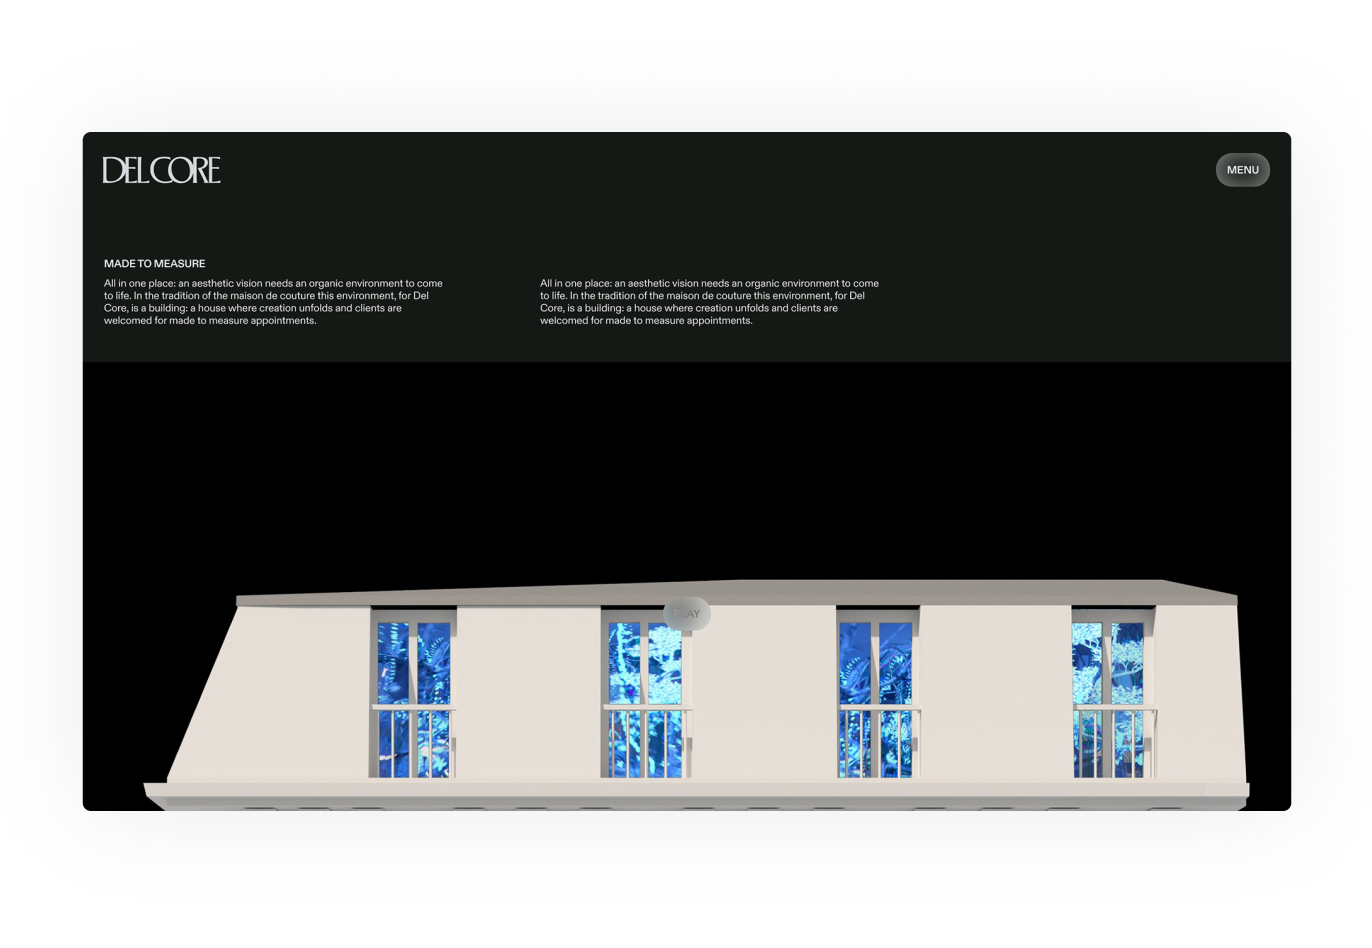 DEL CORE
MENU
MADE TO MEASURE
All in one place: an aesthetic vision needs an organic environment to come
to life. In the tradition of the maison de couture this environment, for Del
Core, is a building: a house where creation unfolds and clients are
welcomed for made to measure appointments.
All in one place: an aesthetic vision needs an organic environment to come
to life. In the tradition of the maison de couture this environment, for Del
Core, is a building: a house where creation unfolds and clients are
welcomed for made to measure appointments.
PLAY